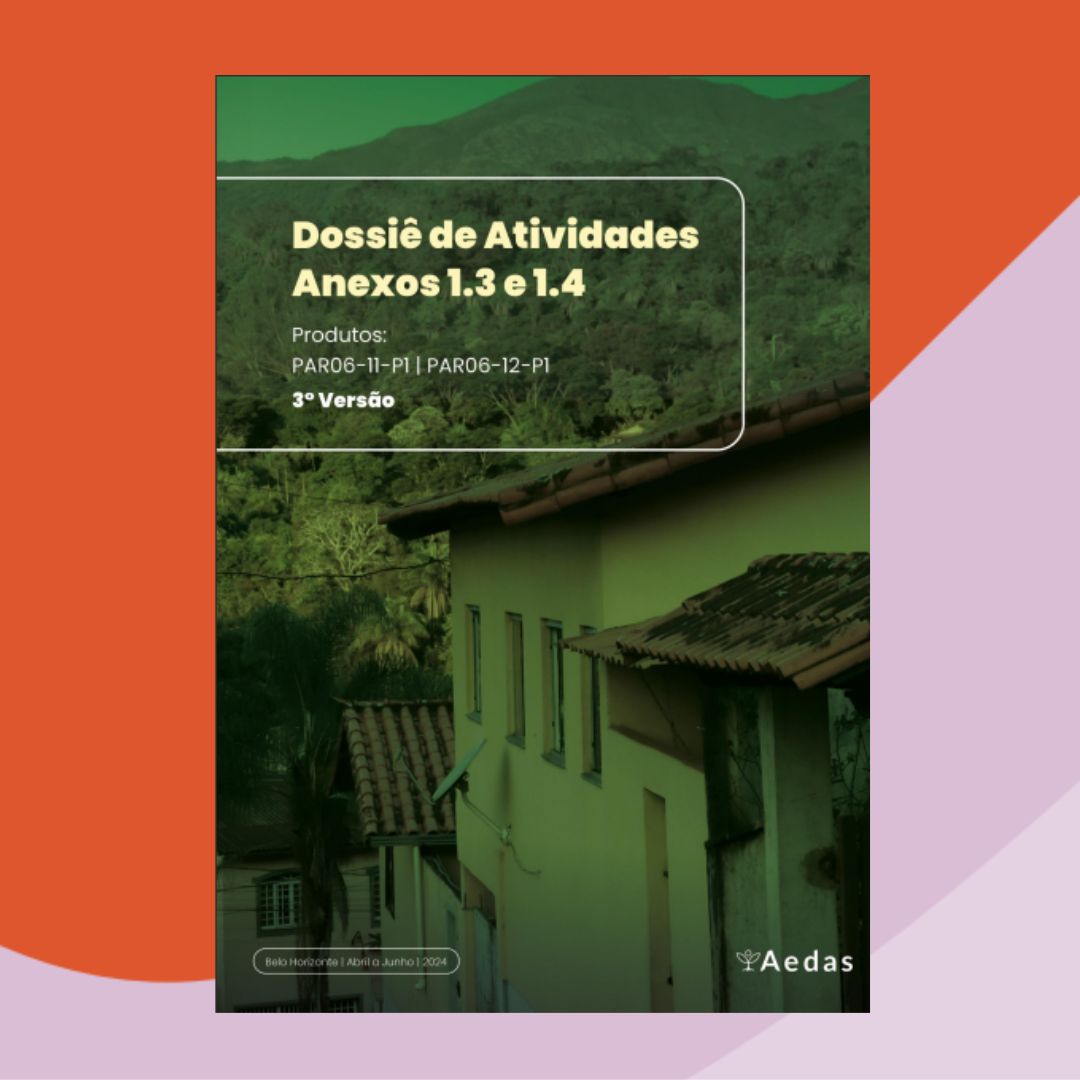 Dossiê de Atividades
Anexos 1.3 e 1.4
Produtos:
PAR06-11-P1 | PAR06-12-P1
3º Versão
Belo Horizonte | Abril a Junho | 2024
Aedas